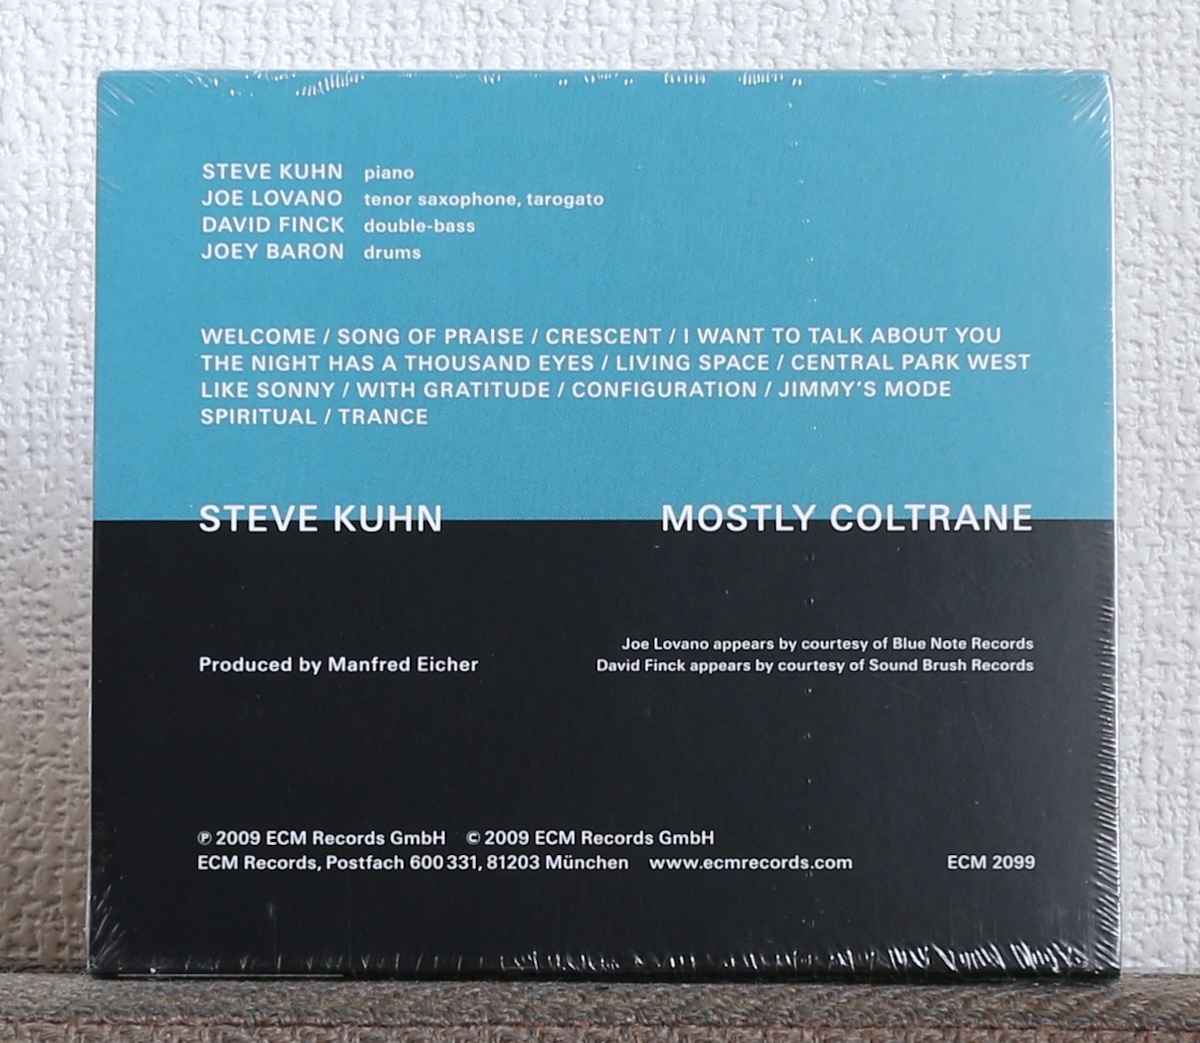 STEVE KUHN piano
JOE LOVANO tenor saxophone, tarogato
DAVID FINCK double-bass
JOEY BARON drums
WELCOME / SONG OF PRAISE / CRESCENT / I WANT TO TALK ABOUT YOU
THE NIGHT HAS A THOUSAND EYES / LIVING SPACE / CENTRAL PARK WEST
LIKE SONNY / WITH GRATITUDE / CONFIGURATION / JIMMY'S MODE
SPIRITUAL / TRANCE
STEVE KUHN MOSTLY COLTRANE
Joe Lovano appears by courtesy of Blue Note Records
Produced by Manfred Eicher David Finck appears by courtesy of Sound Brush Records
℗ 2009 ECM Records GmbH © 2009 ECM Records GmbH
ECM Records, Postfach 600 331, 81203 München www.ecmrecords.com ECM 2099